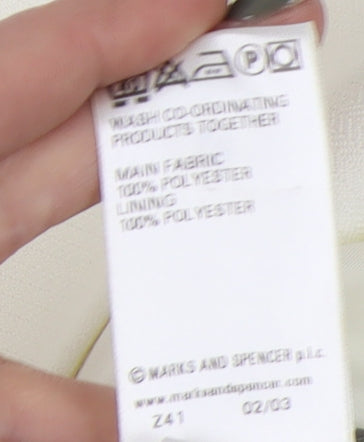 P
WASH CO-ORDINATING
PRODUCTS TOGETHER
MAIN FABRIC
100% POLYESTER
LINING
100% POLYESTER
© MARKS AND SPENCER p.l.c.
www.marksandspencer.com
Z41 02/03